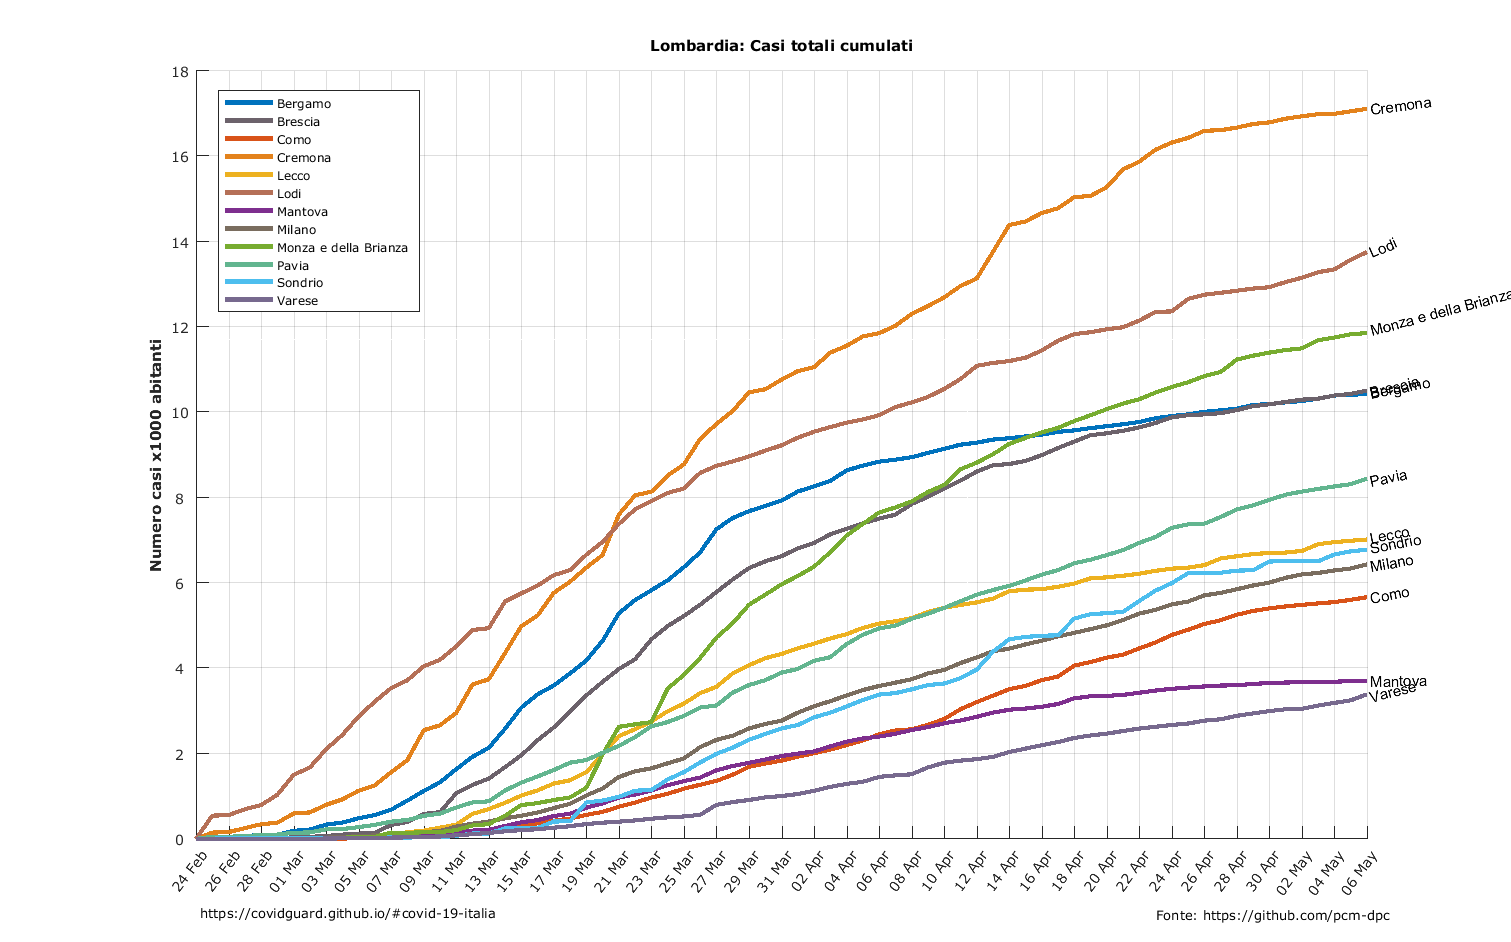 Lombardia: Casi totali cumulati
18
16
14
12
10
8
6
4
2
0
Numero casi x1000 abitanti
Bergamo
Brescia
Como
Cremona
Lecco
Lodi
Mantova
Milano
Monza e della Brianza
Pavia
Sondrio
Varese
Cremona
Lodi
Monza e della Brianza
Brescia
Bergamo
Pavia
Lecco
Sondrio
Milano
Como
Mantova
Varese
24 Feb
26 Feb
28 Feb
01 Mar
03 Mar
05 Mar
07 Mar
09 Mar
11 Mar
13 Mar
15 Mar
17 Mar
19 Mar
21 Mar
23 Mar
25 Mar
27 Mar
29 Mar
31 Mar
02 Apr
04 Apr
06 Apr
08 Apr
10 Apr
12 Apr
14 Apr
16 Apr
18 Apr
20 Apr
22 Apr
24 Apr
26 Apr
28 Apr
30 Apr
02 May
04 May
06 May
https://covidguard.github.io/#covid-19-italia
Fonte: https://github.com/pcm-dpc